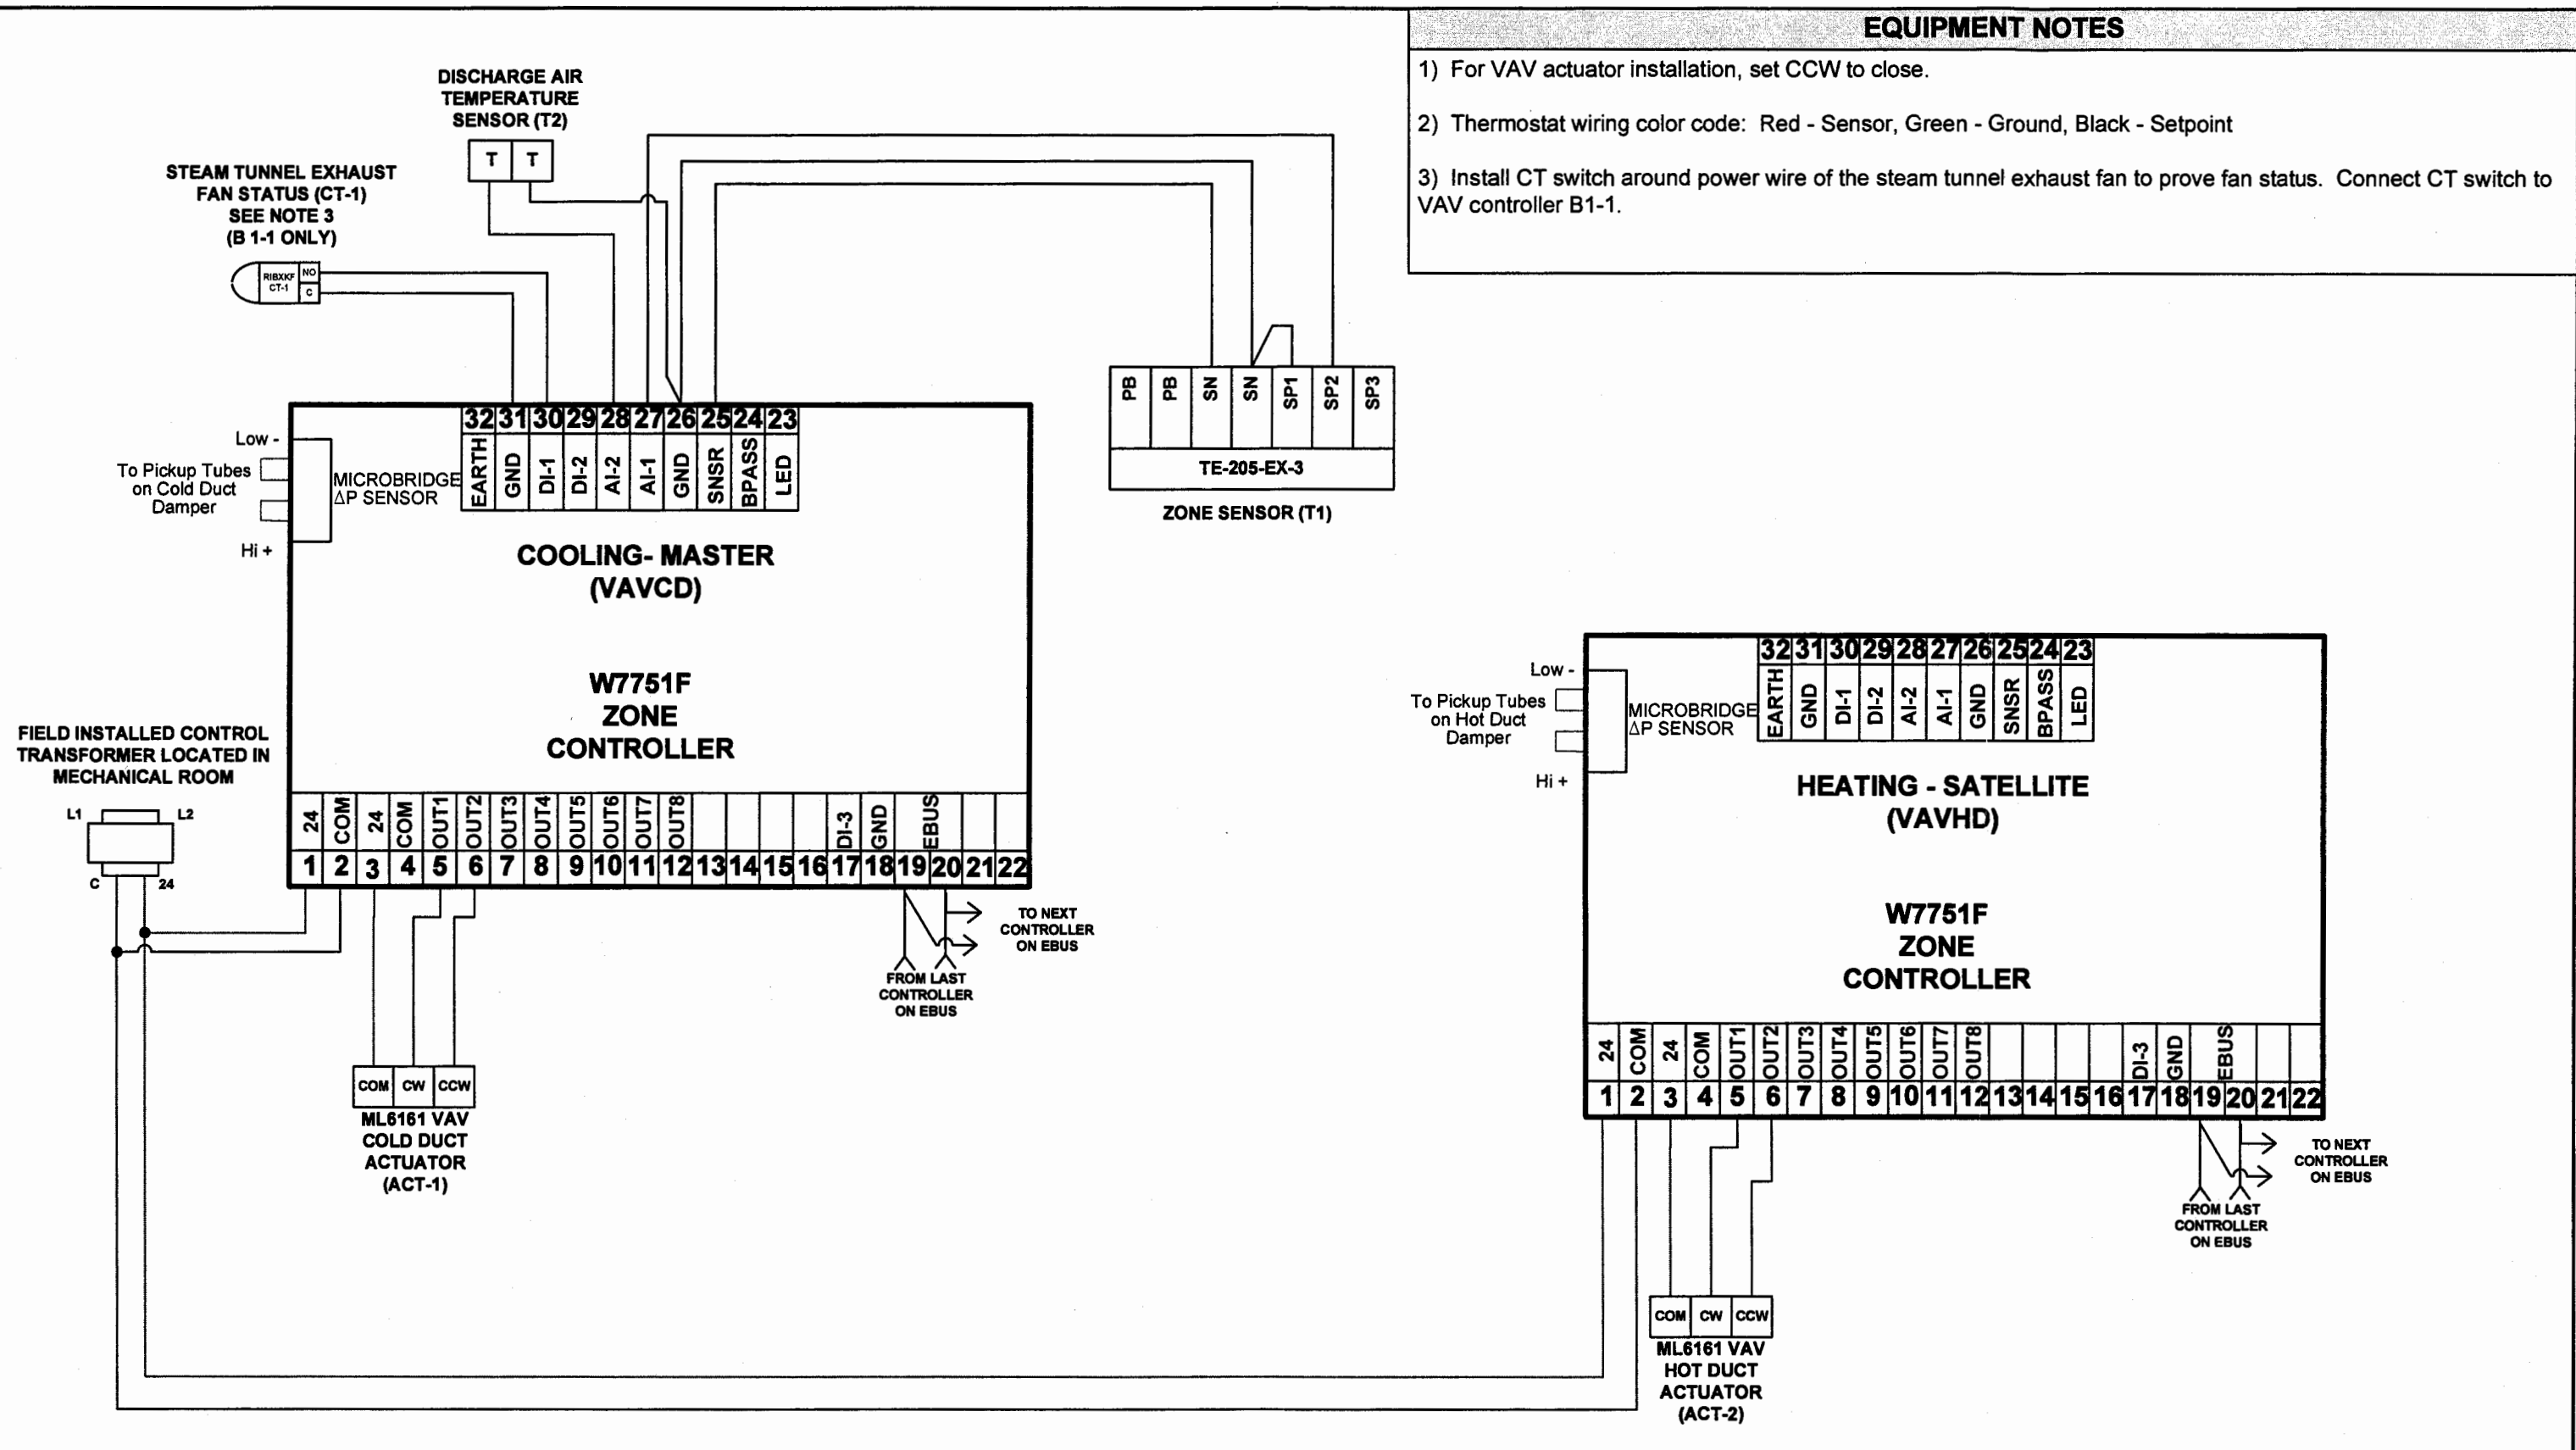 EQUIPMENT NOTES
1) For VAV actuator installation, set CCW to close.
2) Thermostat wiring color code: Red - Sensor, Green - Ground, Black - Setpoint
3) Install CT switch around power wire of the steam tunnel exhaust fan to prove fan status. Connect CT switch to
VAV controller B1-1.
DISCHARGE AIR
TEMPERATURE
SENSOR (T2)
T T
STEAM TUNNEL EXHAUST
FAN STATUS (CT-1)
SEE NOTE 3
(B 1-1 ONLY)
RIBXKF
CT-1
NO
C
PB PB SN SN SP1 SP2 SP3
TE-205-EX-3
ZONE SENSOR (T1)
32 31 30 29 28 27 26 25 24 23
EARTH GND DI-1 DI-2 AI-2 AI-1 GND SNSR BPASS LED
Low -
To Pickup Tubes
on Cold Duct
Damper
Hi +
MICROBRIDGE
ΔP SENSOR
COOLING- MASTER
(VAVCD)
W7751F
ZONE
CONTROLLER
FIELD INSTALLED CONTROL
TRANSFORMER LOCATED IN
MECHANICAL ROOM
L1 L2
C 24
24 COM 24 COM OUT1 OUT2 OUT3 OUT4 OUT5 OUT6 OUT7 OUT8 DI-3 GND EBUS
1 2 3 4 5 6 7 8 9 10 11 12 13 14 15 16 17 18 19 20 21 22
TO NEXT
CONTROLLER
ON EBUS
FROM LAST
CONTROLLER
ON EBUS
COM CW CCW
ML6161 VAV
COLD DUCT
ACTUATOR
(ACT-1)
32 31 30 29 28 27 26 25 24 23
EARTH GND DI-1 DI-2 AI-2 AI-1 GND SNSR BPASS LED
Low -
To Pickup Tubes
on Hot Duct
Damper
Hi +
MICROBRIDGE
ΔP SENSOR
HEATING - SATELLITE
(VAVHD)
W7751F
ZONE
CONTROLLER
24 COM 24 COM OUT1 OUT2 OUT3 OUT4 OUT5 OUT6 OUT7 OUT8 DI-3 GND EBUS
1 2 3 4 5 6 7 8 9 10 11 12 13 14 15 16 17 18 19 20 21 22
TO NEXT
CONTROLLER
ON EBUS
FROM LAST
CONTROLLER
ON EBUS
COM CW CCW
ML6161 VAV
HOT DUCT
ACTUATOR
(ACT-2)